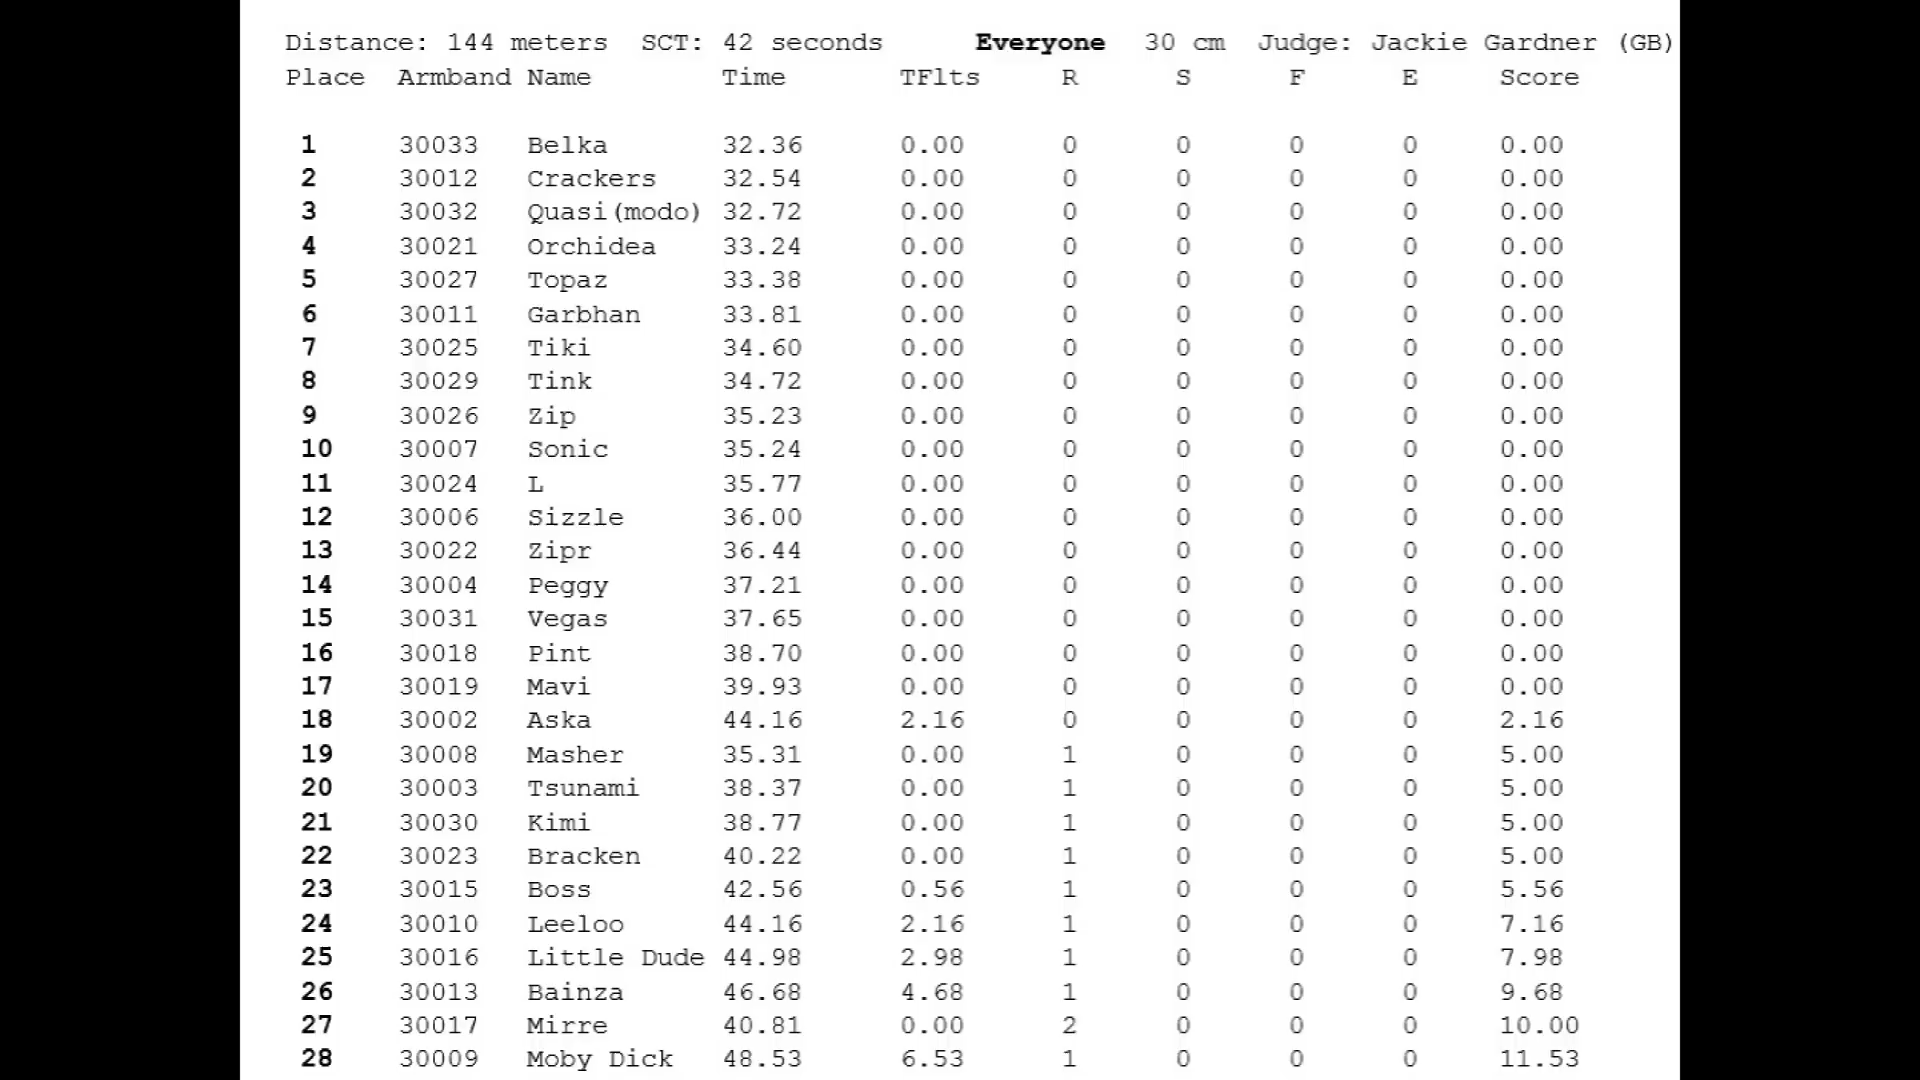 Distance: 144 meters SCT: 42 seconds Everyone 30 cm Judge: Jackie Gardner (GB)
Place Armband Name Time TFlts R S F E Score
1 30033 Belka 32.36 0.00 0 0 0 0 0.00
2 30012 Crackers 32.54 0.00 0 0 0 0 0.00
3 30032 Quasi(modo) 32.72 0.00 0 0 0 0 0.00
4 30021 Orchidea 33.24 0.00 0 0 0 0 0.00
5 30027 Topaz 33.38 0.00 0 0 0 0 0.00
6 30011 Garbhan 33.81 0.00 0 0 0 0 0.00
7 30025 Tiki 34.60 0.00 0 0 0 0 0.00
8 30029 Tink 34.72 0.00 0 0 0 0 0.00
9 30026 Zip 35.23 0.00 0 0 0 0 0.00
10 30007 Sonic 35.24 0.00 0 0 0 0 0.00
11 30024 L 35.77 0.00 0 0 0 0 0.00
12 30006 Sizzle 36.00 0.00 0 0 0 0 0.00
13 30022 Zipr 36.44 0.00 0 0 0 0 0.00
14 30004 Peggy 37.21 0.00 0 0 0 0 0.00
15 30031 Vegas 37.65 0.00 0 0 0 0 0.00
16 30018 Pint 38.70 0.00 0 0 0 0 0.00
17 30019 Mavi 39.93 0.00 0 0 0 0 0.00
18 30002 Aska 44.16 2.16 0 0 0 0 2.16
19 30008 Masher 35.31 0.00 1 0 0 0 5.00
20 30003 Tsunami 38.37 0.00 1 0 0 0 5.00
21 30030 Kimi 38.77 0.00 1 0 0 0 5.00
22 30023 Bracken 40.22 0.00 1 0 0 0 5.00
23 30015 Boss 42.56 0.56 1 0 0 0 5.56
24 30010 Leeloo 44.16 2.16 1 0 0 0 7.16
25 30016 Little Dude 44.98 2.98 1 0 0 0 7.98
26 30013 Bainza 46.68 4.68 1 0 0 0 9.68
27 30017 Mirre 40.81 0.00 2 0 0 0 10.00
28 30009 Moby Dick 48.53 6.53 1 0 0 0 11.53